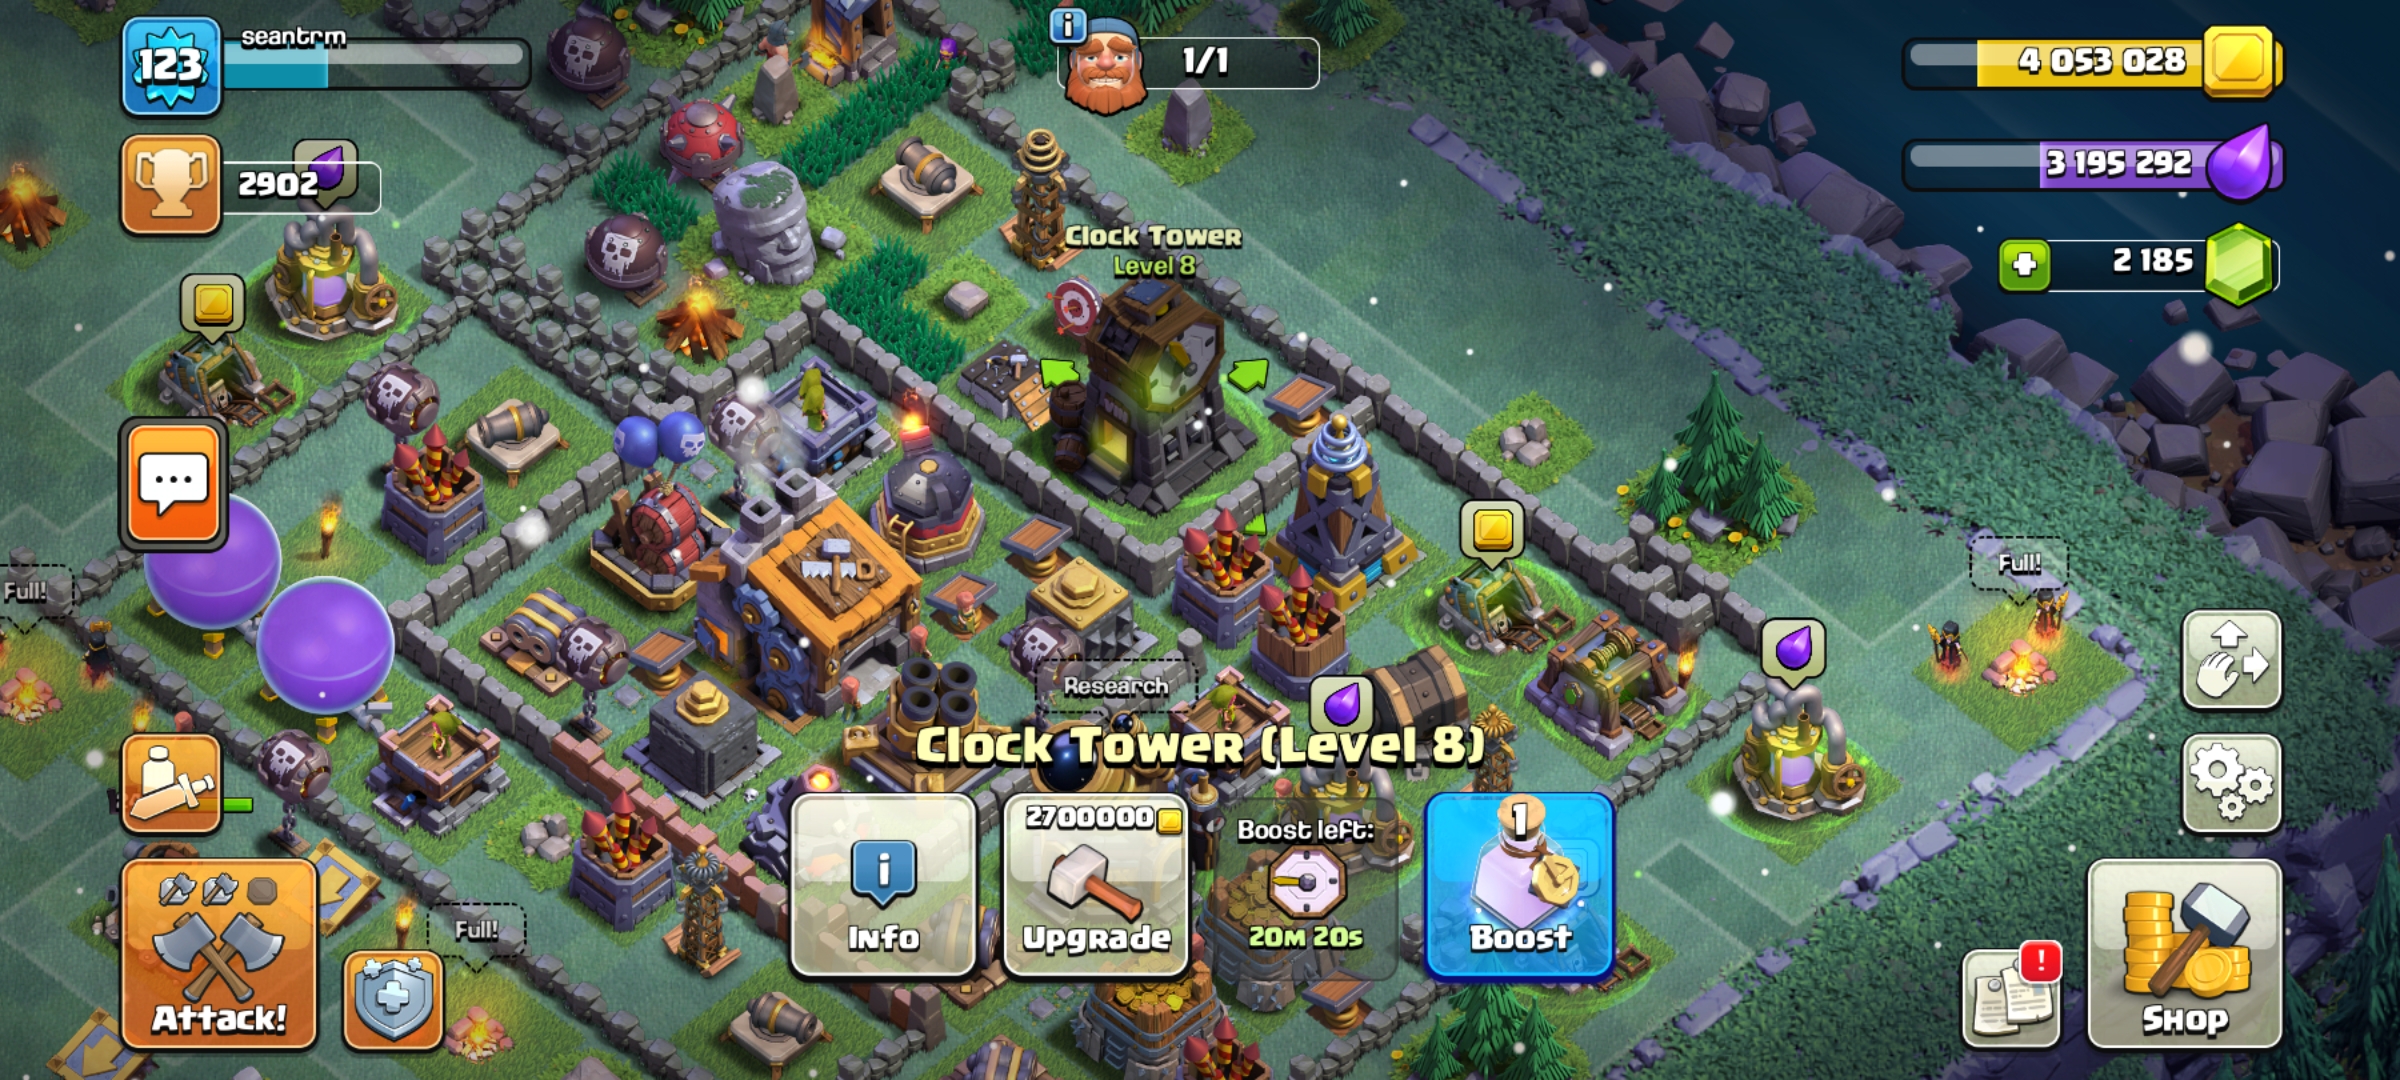 123
seantrm
1/1
4 053 028
2902
3 195 292
2 185
Clock Tower
Level 8
Full!
Full!
Research
Clock Tower (Level 8)
2700000
Boost left:
1
Info
Upgrade
20M 20s
Boost
Full!
Attack!
!
Shop